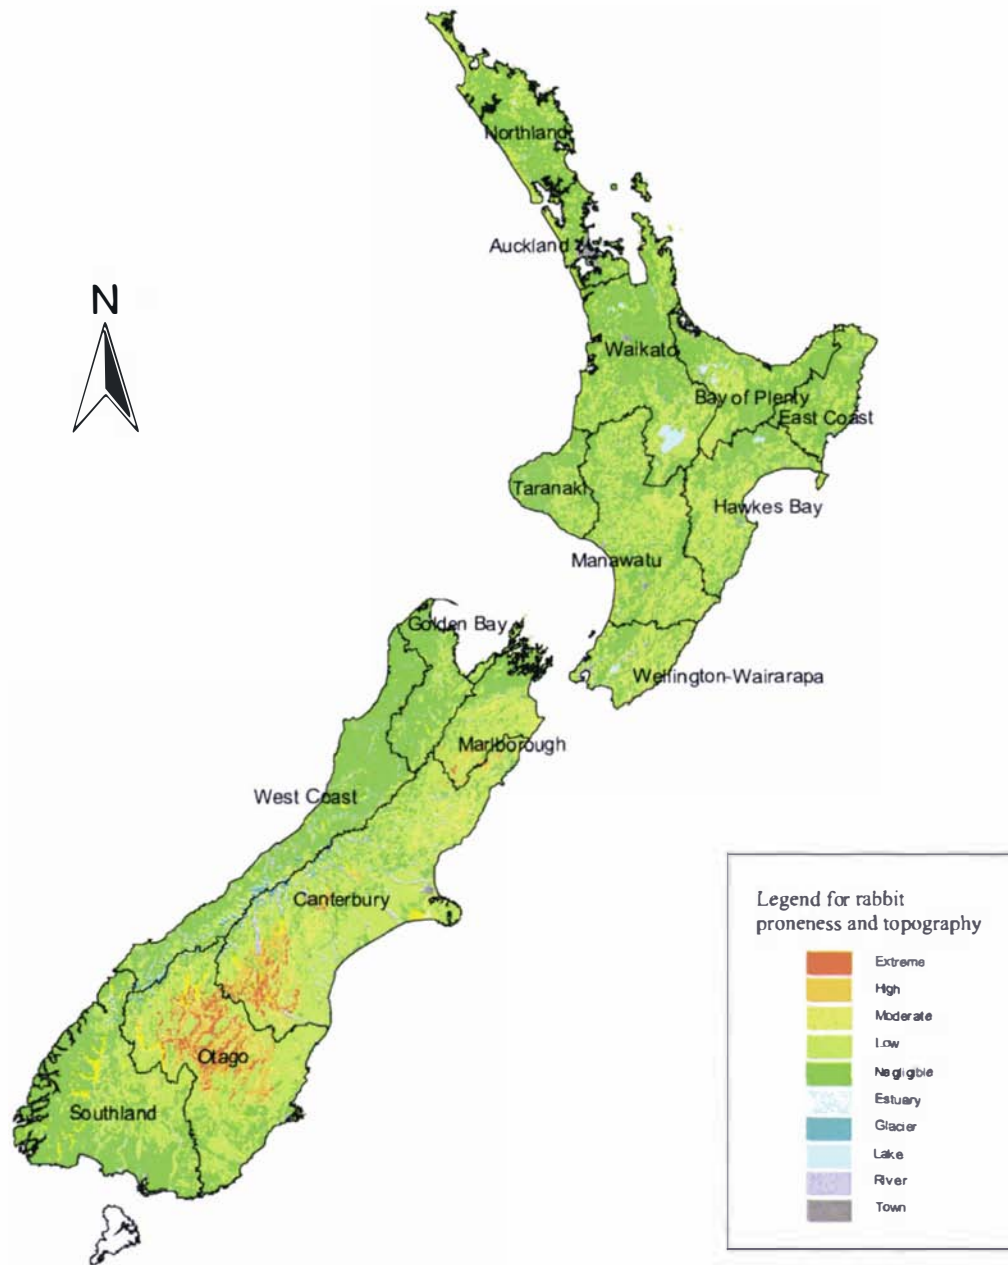 Northland
Auckland
N
Waikato
Bay of Plenty
East Coast
Taranaki
Hawkes Bay
Manawatu
Golden Bay
Wellington-Wairarapa
Marlborough
West Coast
Canterbury
Otago
Southland
Legend for rabbit
proneness and topography
Extreme
High
Moderate
Low
Negligible
Estuary
Glacier
Lake
River
Town